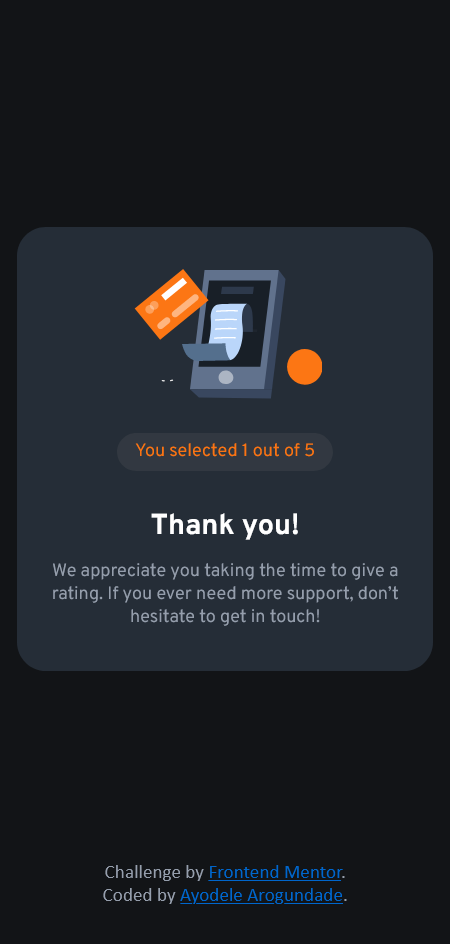 You selected 1 out of 5
Thank you!
We appreciate you taking the time to give a
rating. If you ever need more support, don’t
hesitate to get in touch!
Challenge by Frontend Mentor.
Coded by Ayodele Arogundade.